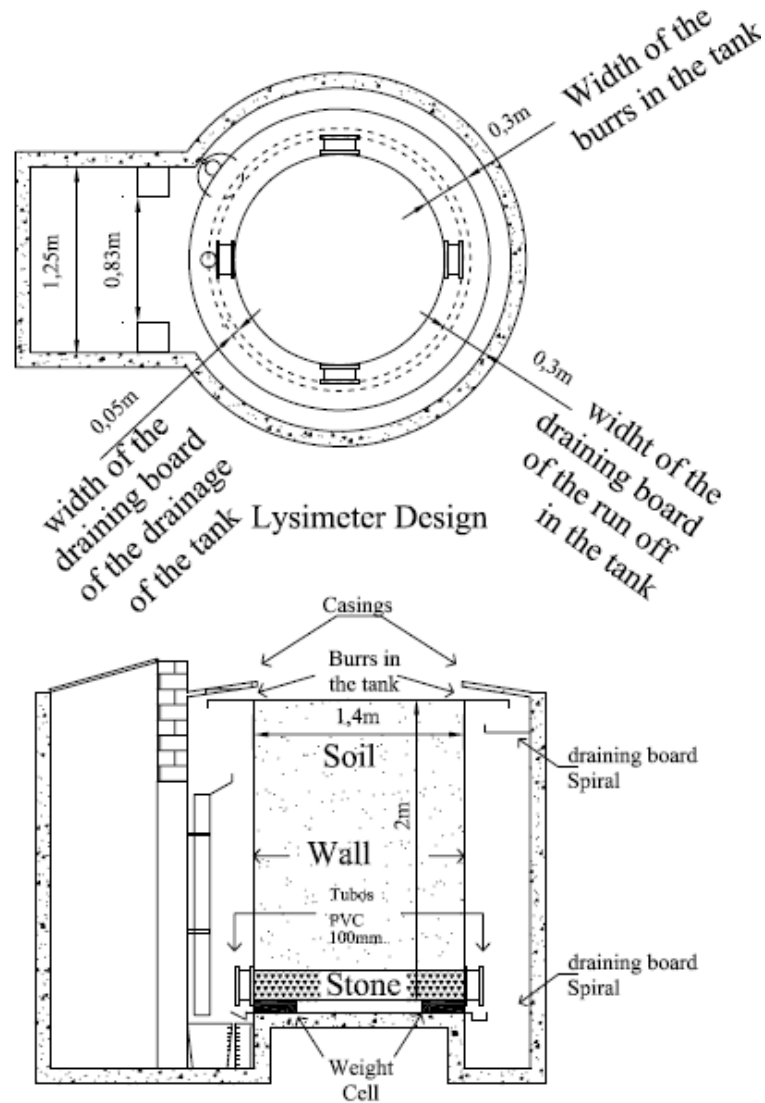 Width of the
burrs in the tank
0,3m
1,25m
0,83m
0,3m
widht of the
draining board
of the run off
in the tank
0,05m
width of the
draining board
of the drainage
of the tank
Lysimeter Design
Casings
Burrs in
the tank
1,4m
Soil
draining board
Spiral
2m
Wall
Tubos
PVC
100mm
draining board
Spiral
Stone
Weight
Cell